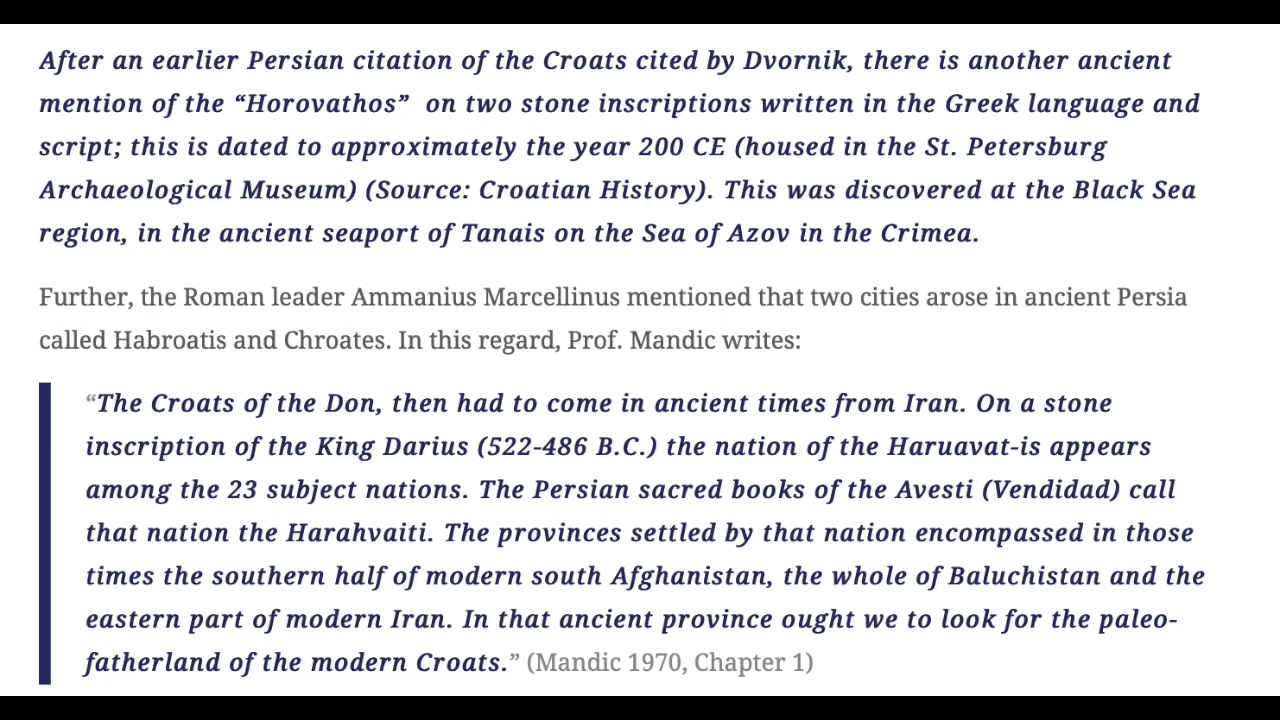 After an earlier Persian citation of the Croats cited by Dvornik, there is another ancient
mention of the “Horovathos”  on two stone inscriptions written in the Greek language and
script; this is dated to approximately the year 200 CE (housed in the St. Petersburg
Archaeological Museum) (Source: Croatian History). This was discovered at the Black Sea
region, in the ancient seaport of Tanais on the Sea of Azov in the Crimea.
Further, the Roman leader Ammanius Marcellinus mentioned that two cities arose in ancient Persia
called Habroatis and Chroates. In this regard, Prof. Mandic writes:
“The Croats of the Don, then had to come in ancient times from Iran. On a stone
inscription of the King Darius (522-486 B.C.) the nation of the Haruavat-is appears
among the 23 subject nations. The Persian sacred books of the Avesti (Vendidad) call
that nation the Harahvaiti. The provinces settled by that nation encompassed in those
times the southern half of modern south Afghanistan, the whole of Baluchistan and the
eastern part of modern Iran. In that ancient province ought we to look for the paleo-
fatherland of the modern Croats.” (Mandic 1970, Chapter 1)